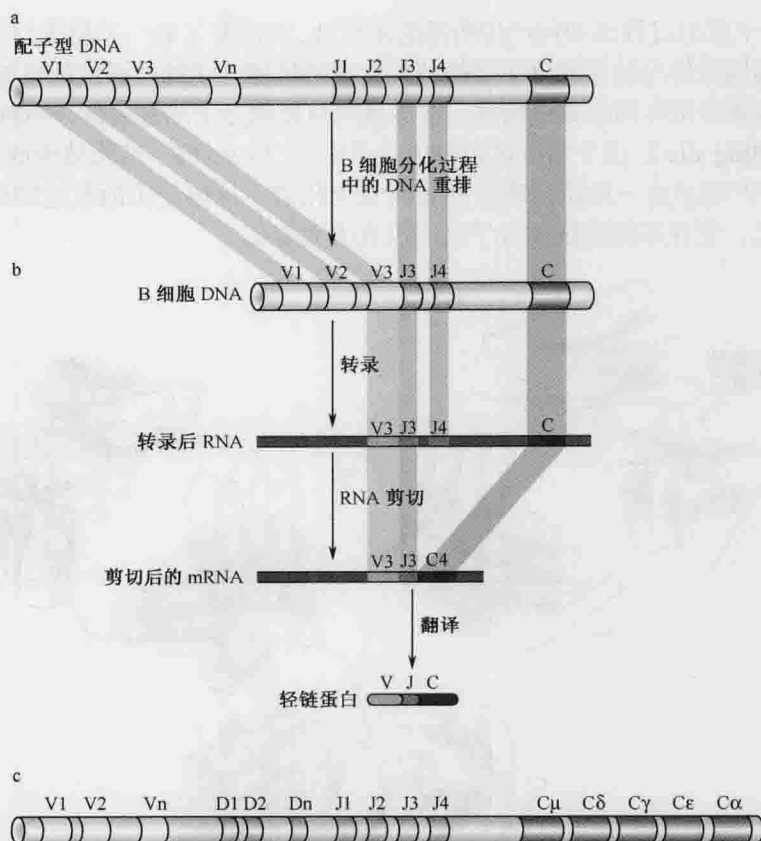 a
配子型 DNA
V1 V2 V3 Vn J1 J2 J3 J4 C
B 细胞分化过程
中的DNA 重排
b
V1 V2 V3 J3 J4 C
B 细胞 DNA
转录
V3 J3 J4 C
转录后 RNA
RNA 剪切
V3 J3 C4
剪切后的 mRNA
翻译
V J C
轻链蛋白
c
V1 V2 Vn D1 D2 Dn J1 J2 J3 J4 Cμ Cδ Cγ Cε Cα